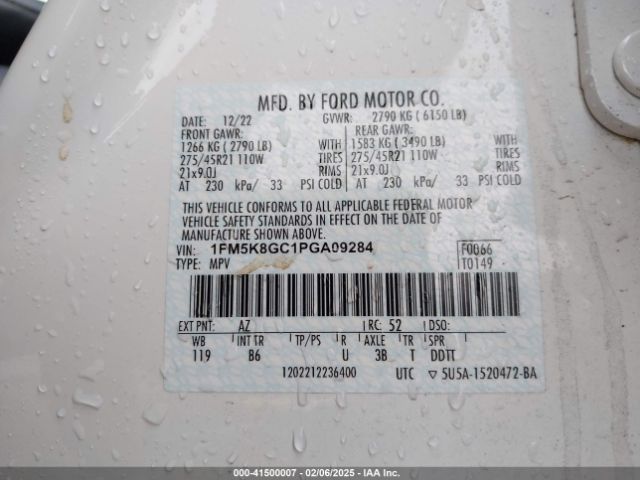 MFD. BY FORD MOTOR CO.
DATE: 12/22 GVWR: 2790 KG ( 6150 LB)
FRONT GAWR: REAR GAWR:
1266 KG ( 2790 LB) WITH 1583 KG ( 3490 LB) WITH
275/45R21 110W TIRES 275/45R21 110W TIRES
21x9.0J RIMS 21x9.0J RIMS
AT 230 kPa/ 33 PSI COLD AT 230 kPa/ 33 PSI COLD
THIS VEHICLE CONFORMS TO ALL APPLICABLE FEDERAL MOTOR
VEHICLE SAFETY STANDARDS IN EFFECT ON THE DATE OF
MANUFACTURE SHOWN ABOVE.
VIN: 1FM5K8GC1PGA09284 F0066
TYPE: MPV T0149
EXT PNT: AZ RC: 52 DSO:
WB INT TR TP/PS R AXLE TR SPR
119 B6 U 3B T DDTT
1202212236400 UTC ▽ 5U5A-1520472-BA
000-41500007 - 02/06/2025 - IAA Inc.